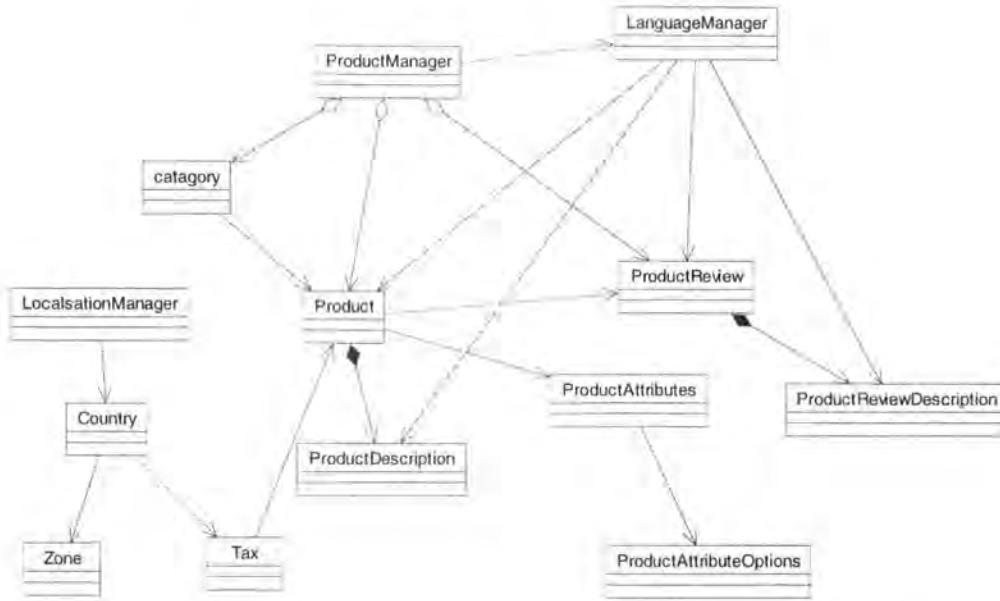 LanguageManager
ProductManager
catagory
ProductReview
LocalsationManager
Product
ProductAttributes
ProductReviewDescription
Country
ProductDescription
Zone
Tax
ProductAttributeOptions